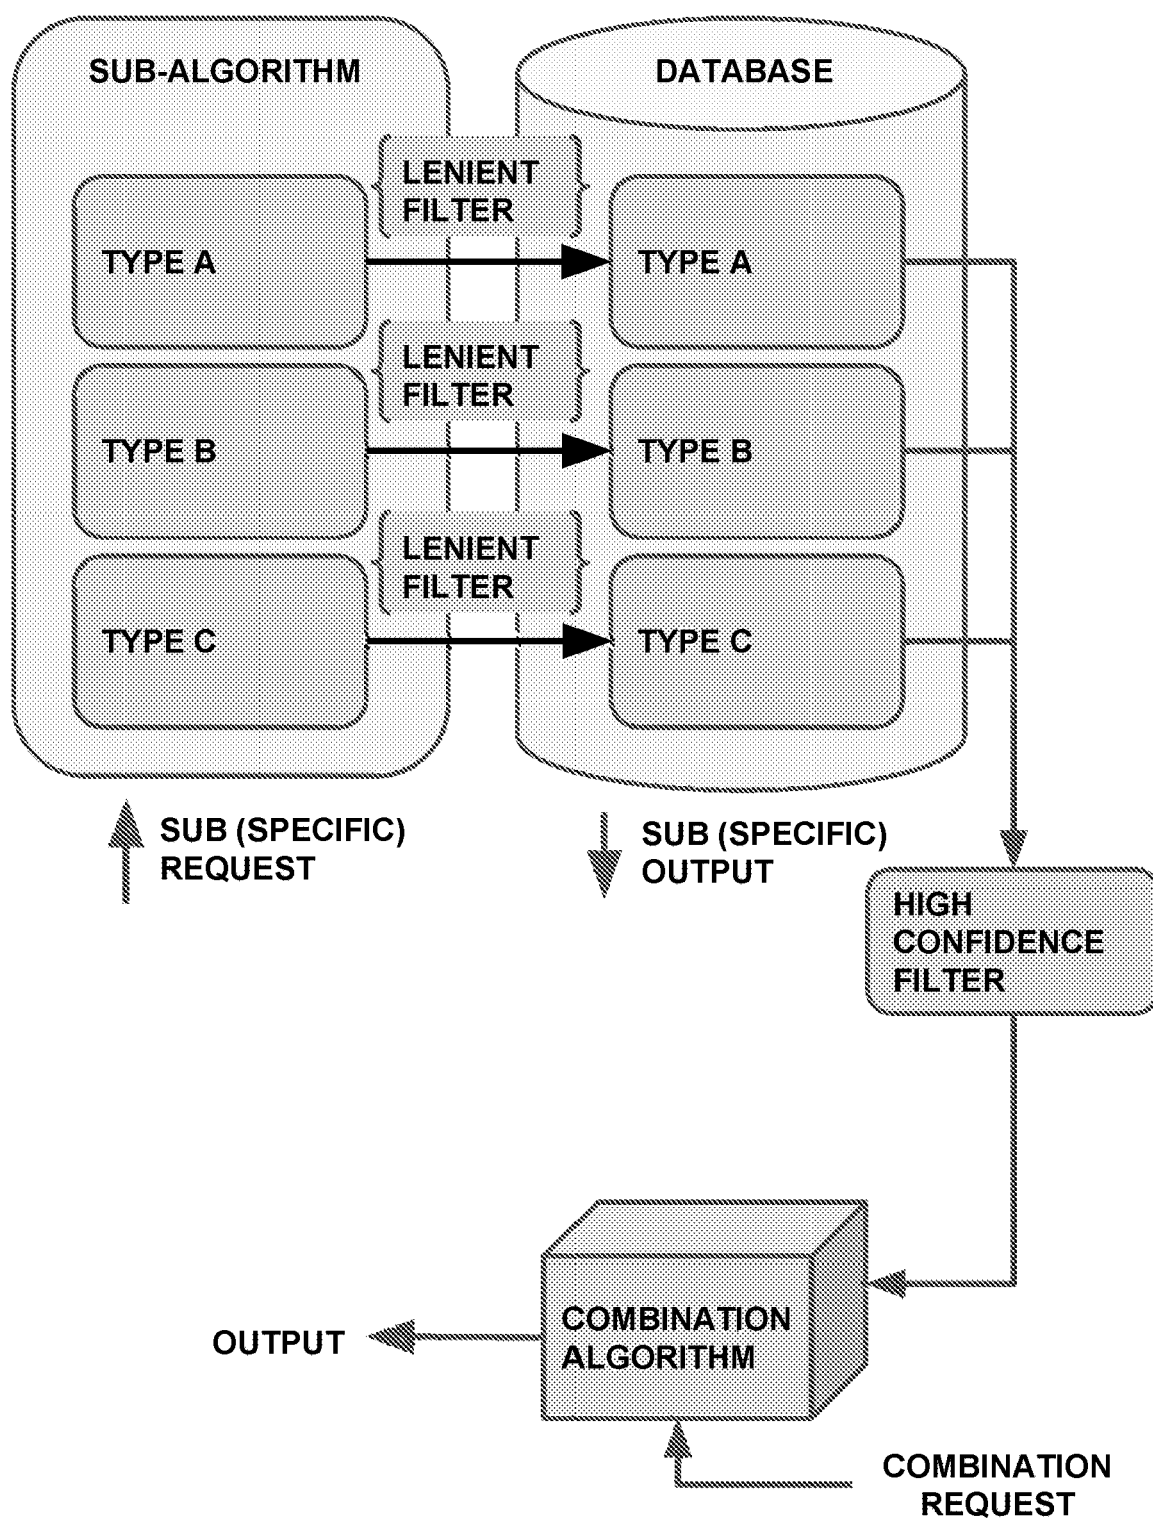 SUB-ALGORITHM
DATABASE
LENIENT
FILTER
TYPE A
TYPE A
LENIENT
FILTER
TYPE B
TYPE B
LENIENT
FILTER
TYPE C
TYPE C
SUB (SPECIFIC)
REQUEST
SUB (SPECIFIC)
OUTPUT
HIGH
CONFIDENCE
FILTER
COMBINATION
ALGORITHM
OUTPUT
COMBINATION
REQUEST